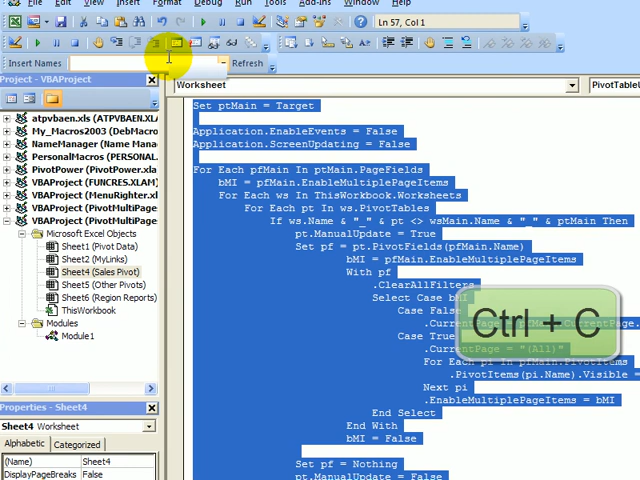 Edit View Insert Format Debug Run Tools Add-Ins Window Help
Ln 57, Col 1
Insert Names
Refresh
Project - VBAProject
atpvbaen.xls (ATPVBAEN.XLA
My_Macros2003 (DebMacr
NameManager (Name Mana
PersonalMacros (PERSONAL.
PivotPower (PivotPower.xla)
VBAProject (FUNCRES.XLAM)
VBAProject (MenuRighter.xla
VBAProject (PivotMultiPage
VBAProject (PivotMultiPages
Microsoft Excel Objects
Sheet1 (Pivot Data)
Sheet2 (MyLinks)
Sheet4 (Sales Pivot)
Sheet5 (Other Pivots)
Sheet6 (Region Reports)
ThisWorkbook
Modules
Module1
Properties - Sheet4
Sheet4 Worksheet
Alphabetic Categorized
(Name) Sheet4
DisplayPageBreaks False
Worksheet
PivotTableU
Set ptMain = Target
Application.EnableEvents = False
Application.ScreenUpdating = False
For Each pfMain In ptMain.PageFields
bMI = pfMain.EnableMultiplePageItems
For Each ws In ThisWorkbook.Worksheets
For Each pt In ws.PivotTables
If ws.Name & "_" & pt <> wsMain.Name & "_" & ptMain Then
pt.ManualUpdate = True
Set pf = pt.PivotFields(pfMain.Name)
bMI = pfMain.EnableMultiplePageItems
With pf
.ClearAllFilters
Select Case bMI
Case False
.CurrentPage = pfMain.CurrentPage.
Case True
.CurrentPage = "(All)"
For Each pi In pfMain.PivotItems
.PivotItems(pi.Name).Visible =
Next pi
.EnableMultiplePageItems = bMI
End Select
End With
bMI = False
Set pf = Nothing
pt.ManualUpdate = False
Ctrl + C